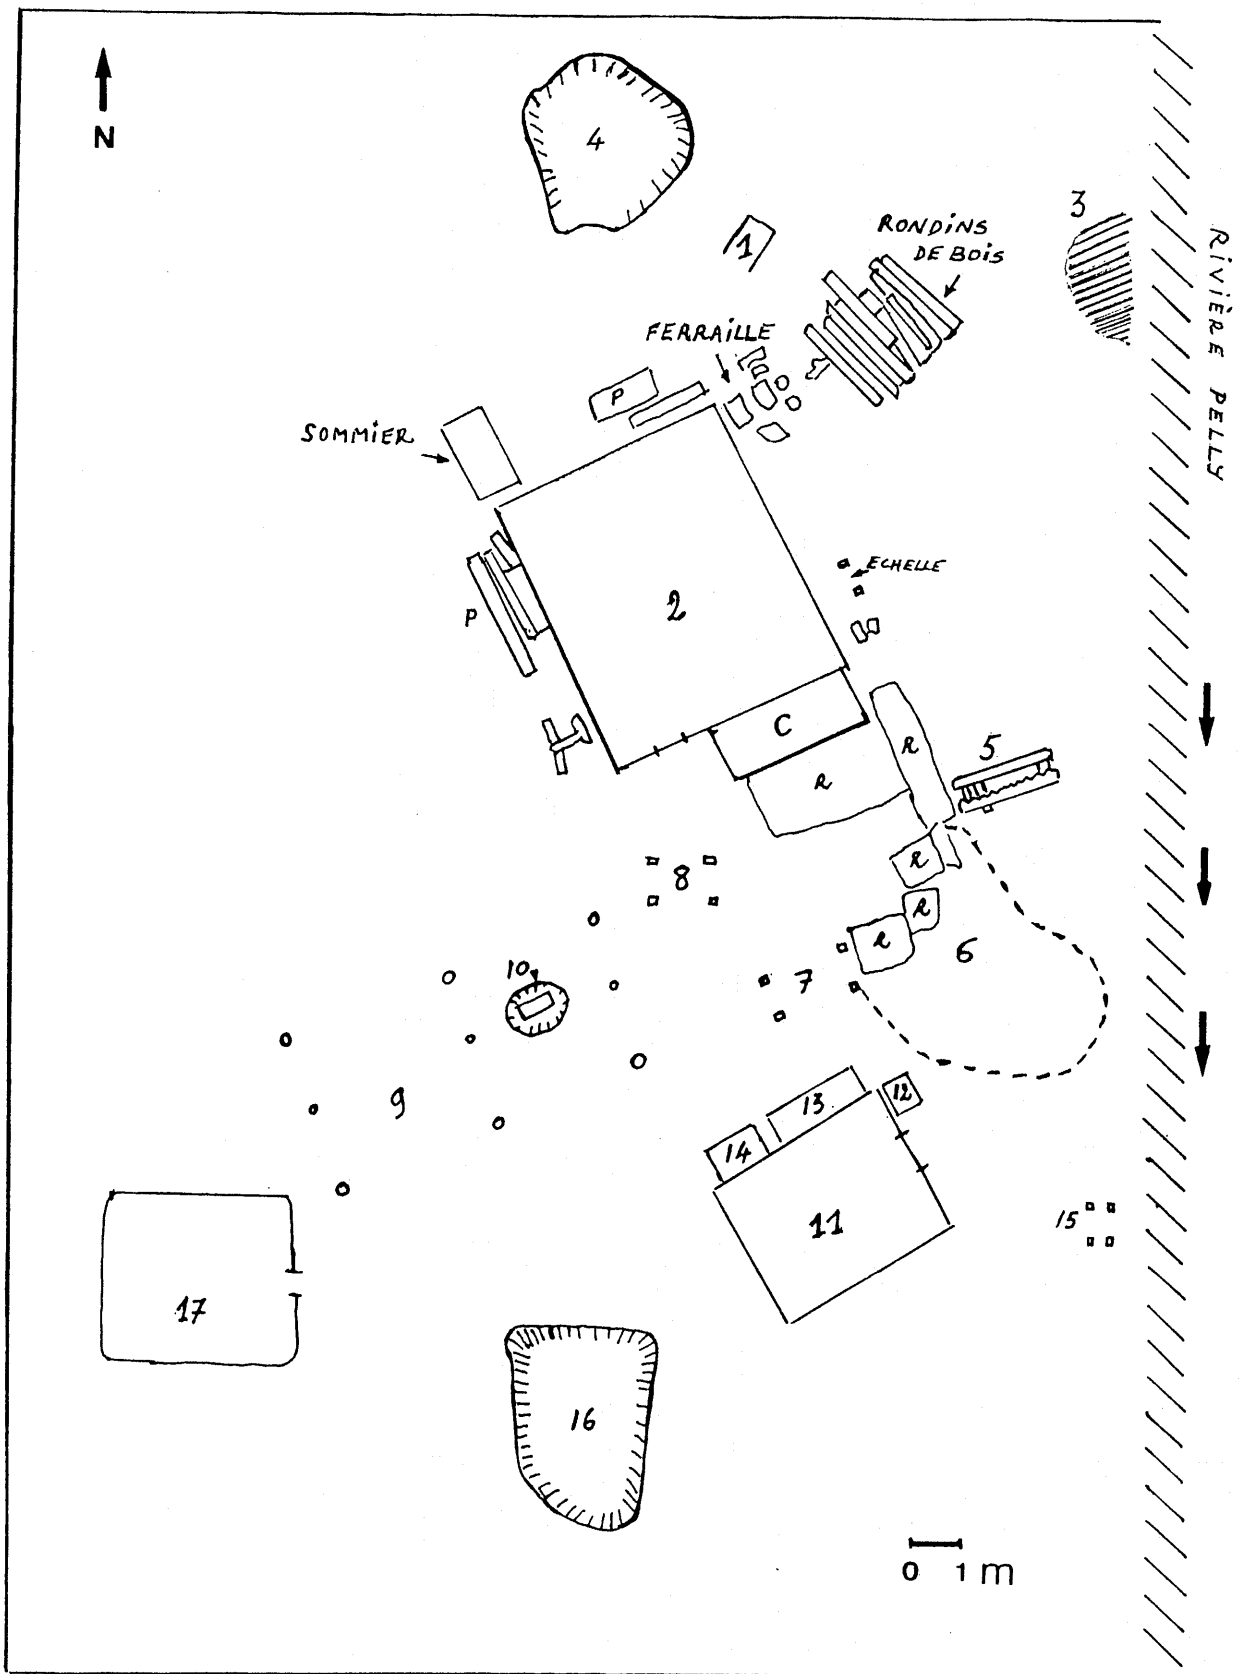 N
4
1
3
RONDINS
DE BOIS
RIVIÈRE PELLY
FERRAILLE
P
SOMMIER
ECHELLE
2
P
C
R
R
5
R
8
R
R
6
10
7
9
13
12
14
11
15
17
16
0 1 m